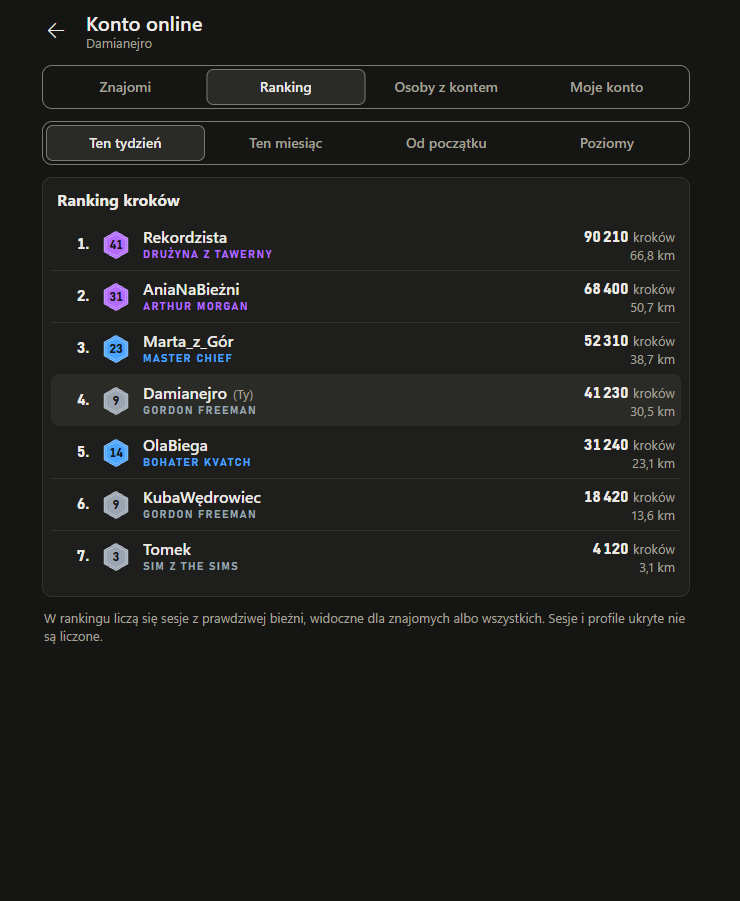 Konto online
Damianejro
Znajomi Ranking Osoby z kontem Moje konto
Ten tydzień Ten miesiąc Od początku Poziomy
Ranking kroków
1. 41 Rekordzista 90 210 kroków
DRUŻYNA Z TAWERNY 66,8 km
2. 31 AniaNaBieżni 68 400 kroków
ARTHUR MORGAN 50,7 km
3. 23 Marta_z_Gór 52 310 kroków
MASTER CHIEF 38,7 km
4. 9 Damianejro (Ty) 41 230 kroków
GORDON FREEMAN 30,5 km
5. 14 OlaBiega 31 240 kroków
BOHATER KVATCH 23,1 km
6. 9 KubaWędrowiec 18 420 kroków
GORDON FREEMAN 13,6 km
7. 3 Tomek 4 120 kroków
SIM Z THE SIMS 3,1 km
W rankingu liczą się sesje z prawdziwej bieżni, widoczne dla znajomych albo wszystkich. Sesje i profile ukryte nie
są liczone.